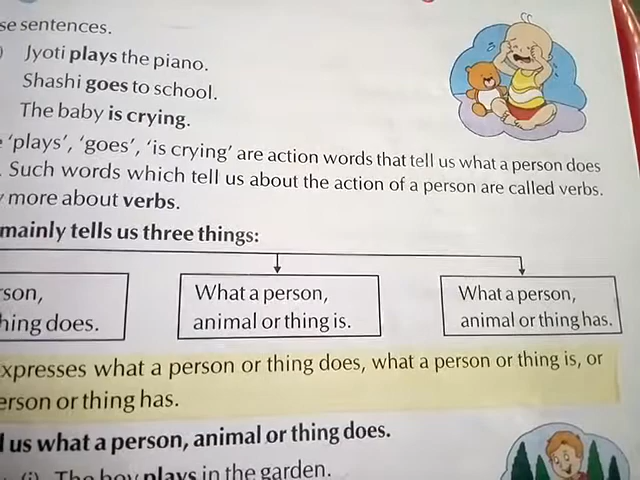 se sentences.
Jyoti plays the piano.
Shashi goes to school.
The baby is crying.
'plays', 'goes', 'is crying' are action words that tell us what a person does
. Such words which tell us about the action of a person are called verbs.
more about verbs.
mainly tells us three things:
son,
hing does.
What a person,
animal or thing is.
What a person,
animal or thing has.
xpresses what a person or thing does, what a person or thing is, or
erson or thing has.
l us what a person, animal or thing does.
(i) The boy plays in the garden.